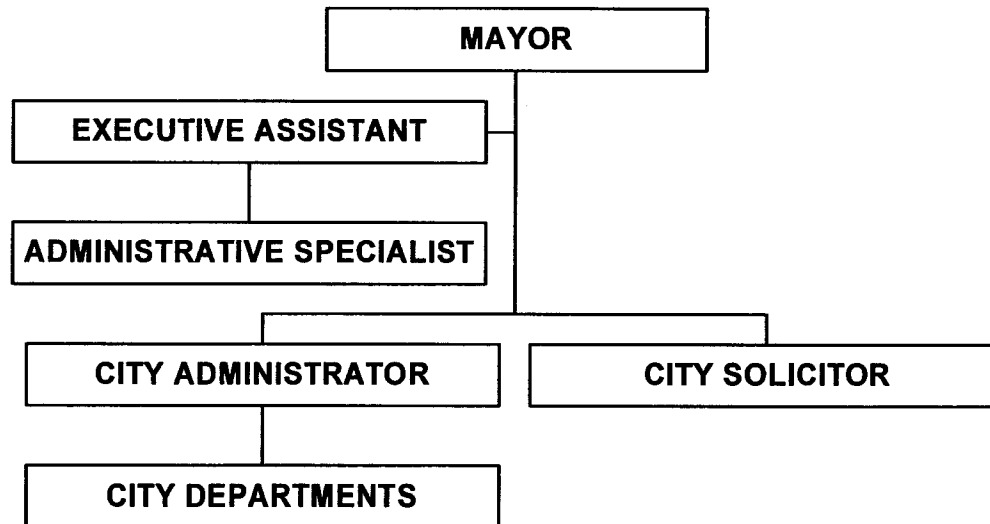 MAYOR
EXECUTIVE ASSISTANT
ADMINISTRATIVE SPECIALIST
CITY ADMINISTRATOR
CITY SOLICITOR
CITY DEPARTMENTS